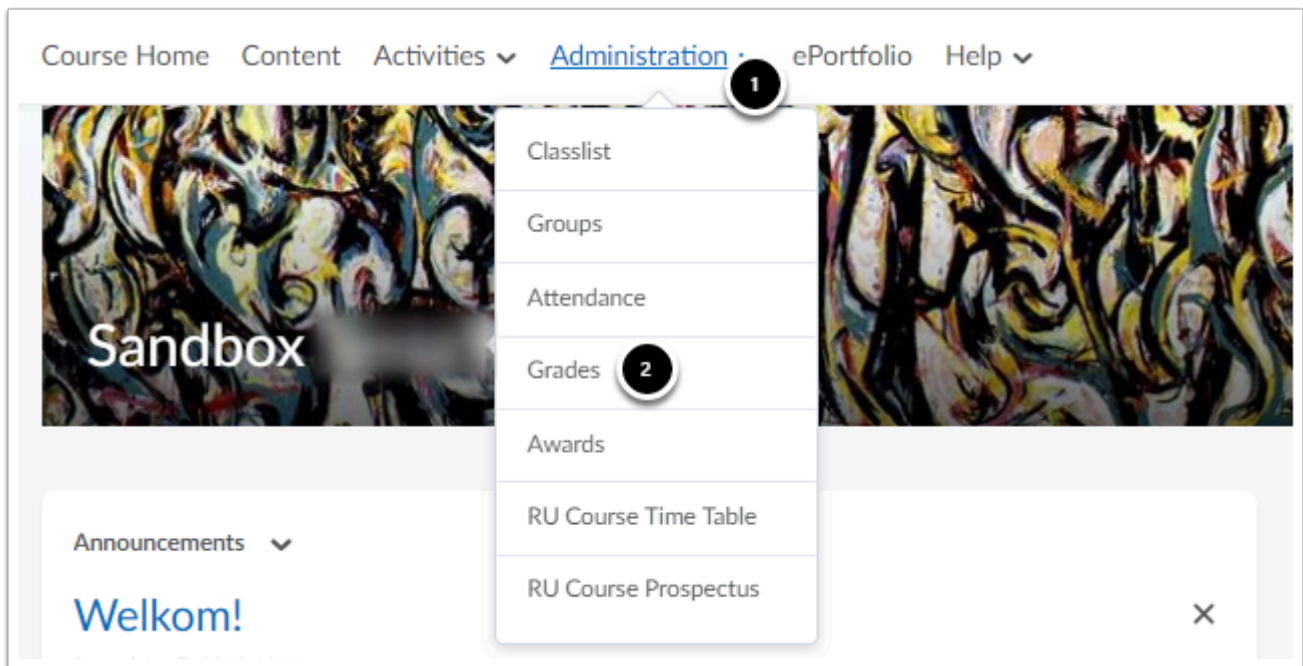 Course Home Content Activities Administration ePortfolio Help
1
Classlist
Groups
Attendance
Sandbox
Grades 2
Awards
RU Course Time Table
Announcements
RU Course Prospectus
Welkom!